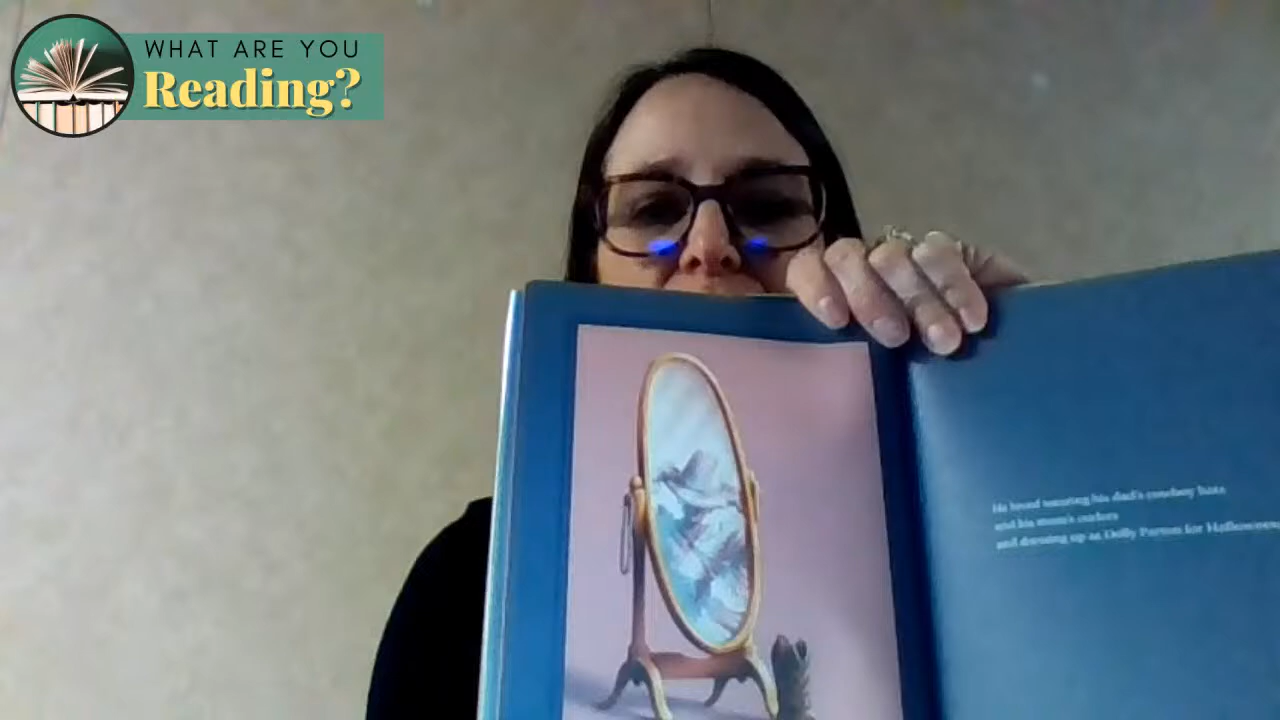 WHAT ARE YOU
Reading?
He loved wearing his dad's cowboy hats
and his mom's
and dressing up as Dolly Parton for Halloween